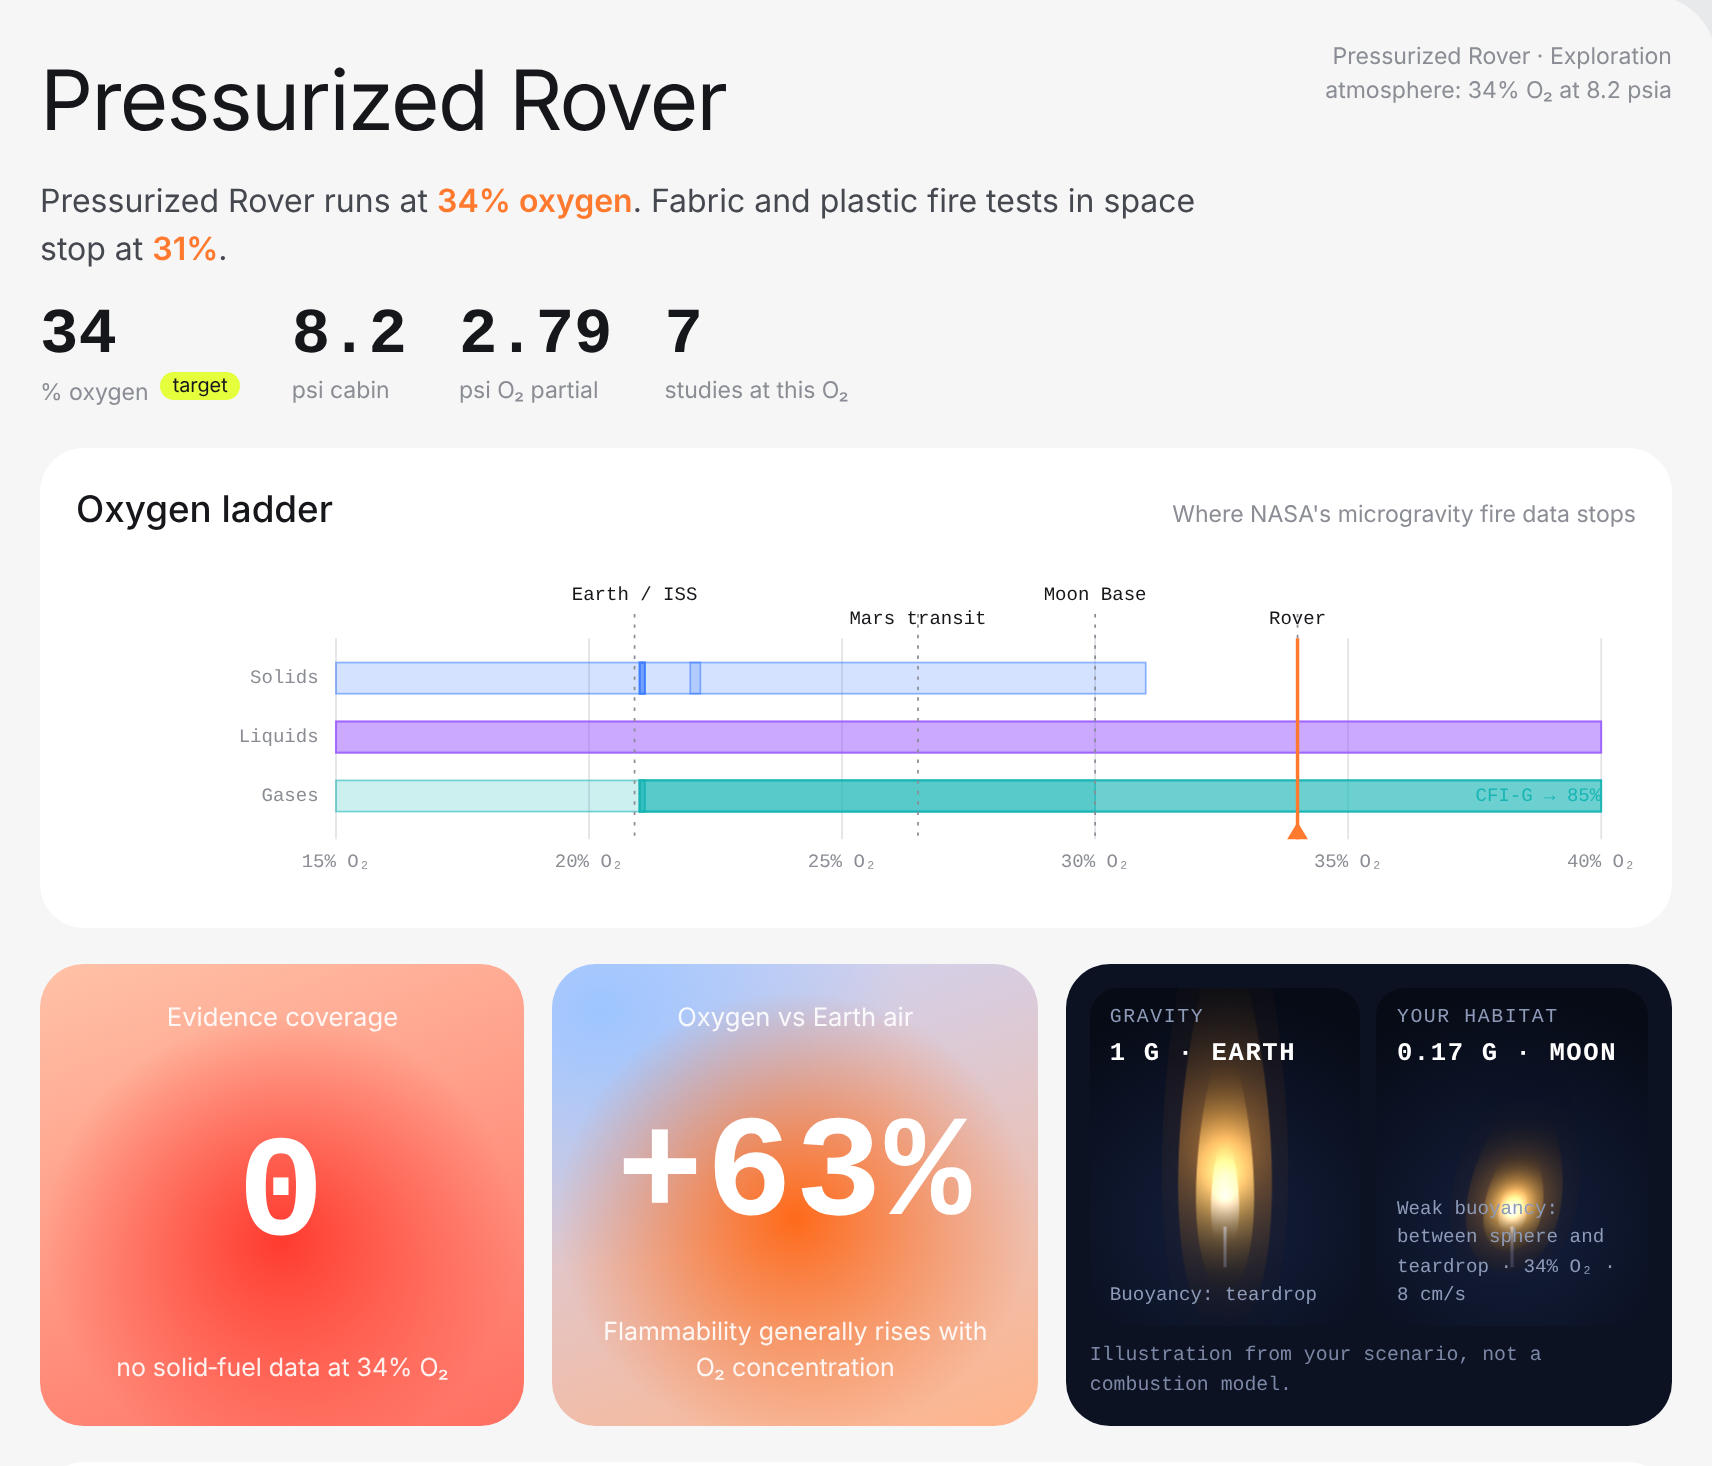 Pressurized Rover
Pressurized Rover · Exploration
atmosphere: 34% O₂ at 8.2 psia
Pressurized Rover runs at 34% oxygen. Fabric and plastic fire tests in space
stop at 31%.
34
% oxygen target
8.2
psi cabin
2.79
psi O₂ partial
7
studies at this O₂
Oxygen ladder
Where NASA's microgravity fire data stops
Earth / ISS
Mars transit
Moon Base
Rover
Solids
Liquids
Gases
CFI-G → 85%
15% O₂
20% O₂
25% O₂
30% O₂
35% O₂
40% O₂
Evidence coverage
0
no solid-fuel data at 34% O₂
Oxygen vs Earth air
+63%
Flammability generally rises with
O₂ concentration
GRAVITY
1 G · EARTH
Buoyancy: teardrop
YOUR HABITAT
0.17 G · MOON
Weak buoyancy:
between sphere and
teardrop · 34% O₂ ·
8 cm/s
Illustration from your scenario, not a
combustion model.